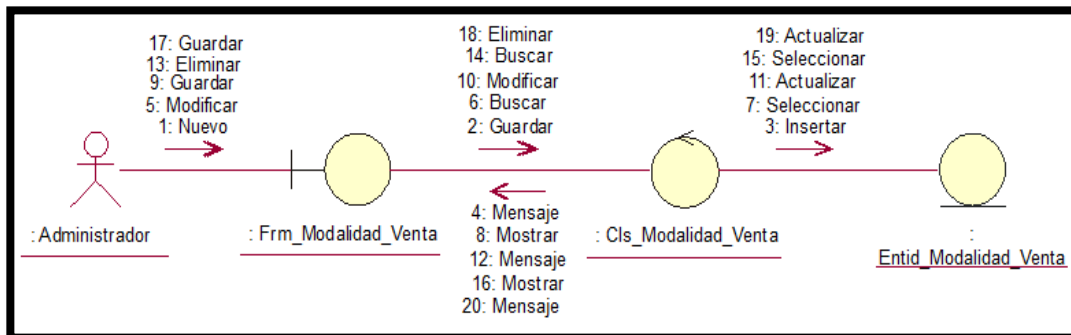 17: Guardar
13: Eliminar
9: Guardar
5: Modificar
1: Nuevo
18: Eliminar
14: Buscar
10: Modificar
6: Buscar
2: Guardar
19: Actualizar
15: Seleccionar
11: Actualizar
7: Seleccionar
3: Insertar
4: Mensaje
8: Mostrar
12: Mensaje
16: Mostrar
20: Mensaje
: Administrador
: Frm_Modalidad_Venta
: Cls_Modalidad_Venta
:
Entid_Modalidad_Venta